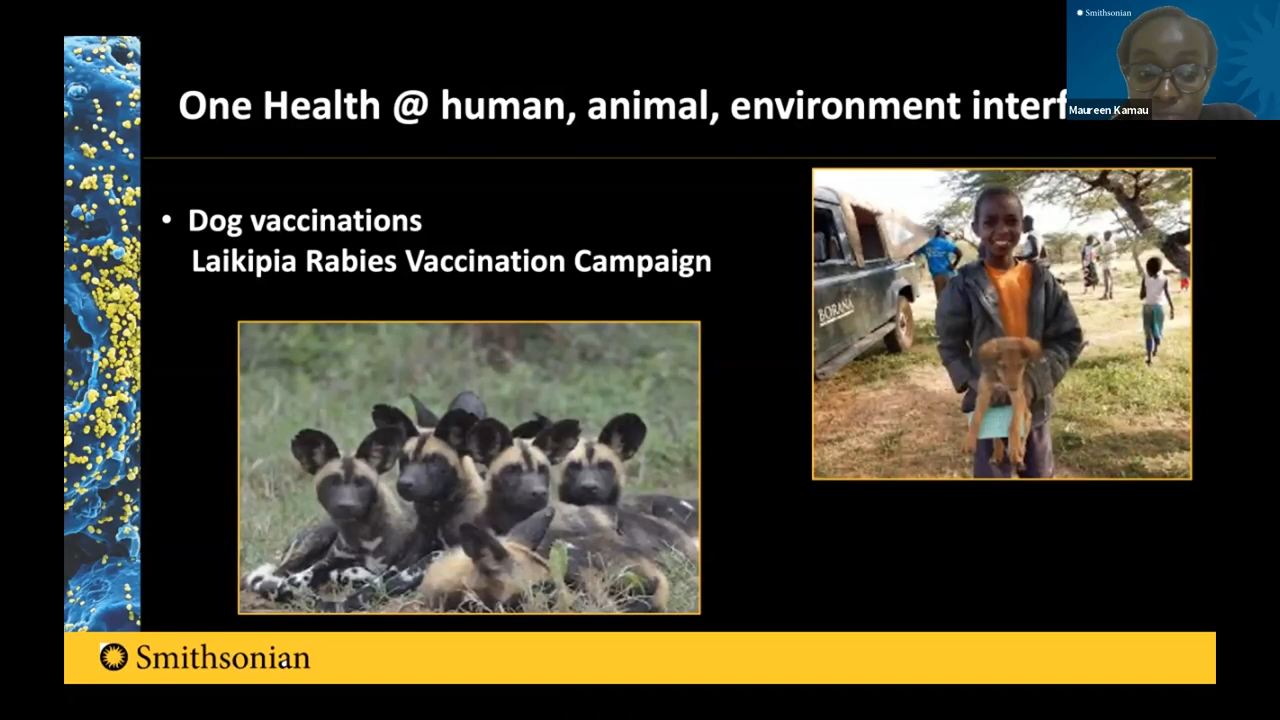 Smithsonian
Maureen Kamau
One Health @ human, animal, environment interf
• Dog vaccinations
Laikipia Rabies Vaccination Campaign
BORANA
Smithsonian